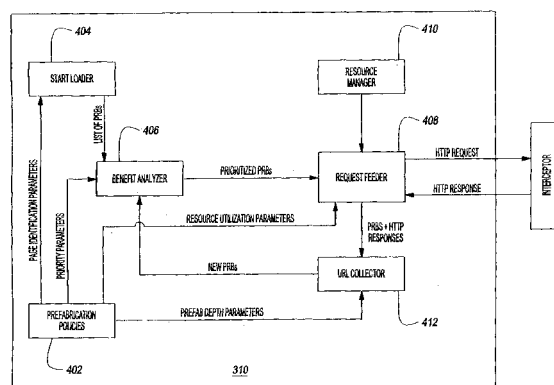 404
START LOADER
410
RESOURCE
MANAGER
LIST OF PRBs
406
BENEFIT ANALYZER
PRIORITIZED PRBs
408
REQUEST FEEDER
HTTP REQUEST
HTTP RESPONSE
INTERCEPTOR
PAGE IDENTIFICATION PARAMETERS
PRIORITY PARAMETERS
RESOURCE UTILIZATION PARAMETERS
PRBS + HTTP
RESPONSES
NEW PRBs
URL COLLECTOR
412
PREFABRICATION
POLICIES
PREFAB DEPTH PARAMETERS
402
310